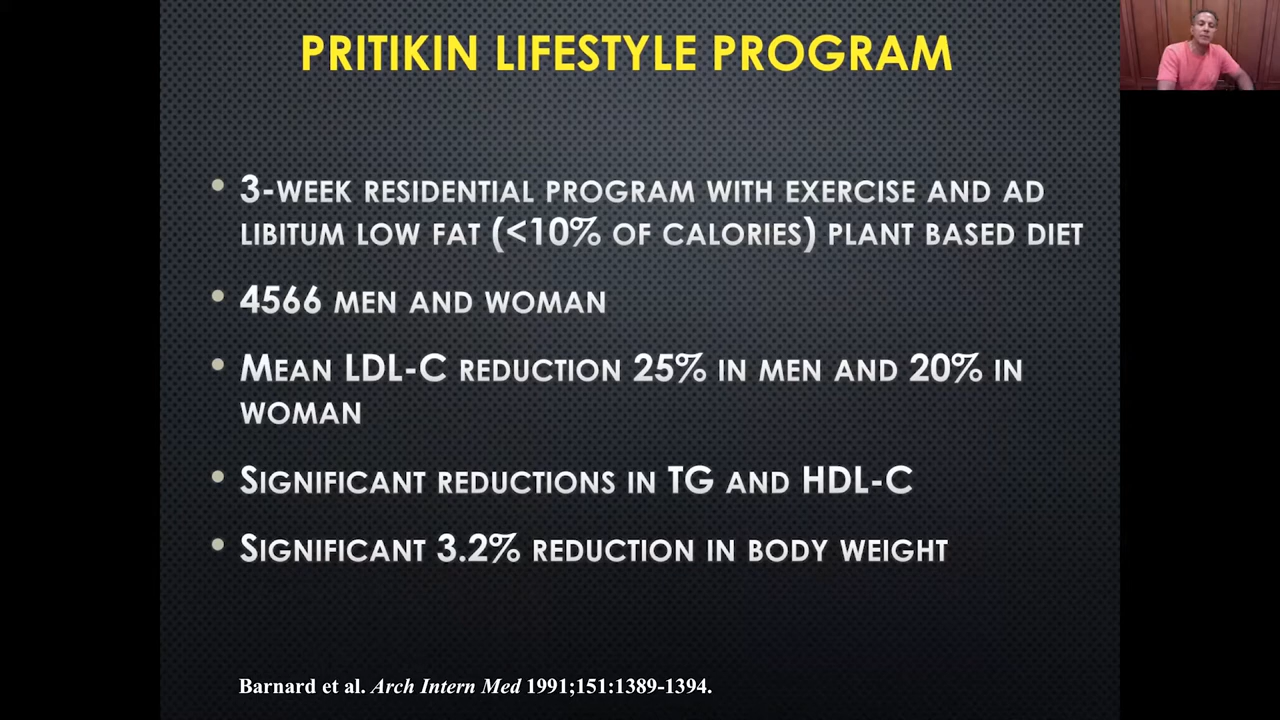 PRITIKIN LIFESTYLE PROGRAM
• 3-WEEK RESIDENTIAL PROGRAM WITH EXERCISE AND AD
LIBITUM LOW FAT (<10% OF CALORIES) PLANT BASED DIET
• 4566 MEN AND WOMAN
• MEAN LDL-C REDUCTION 25% IN MEN AND 20% IN
WOMAN
• SIGNIFICANT REDUCTIONS IN TG AND HDL-C
• SIGNIFICANT 3.2% REDUCTION IN BODY WEIGHT
Barnard et al. Arch Intern Med 1991;151:1389-1394.